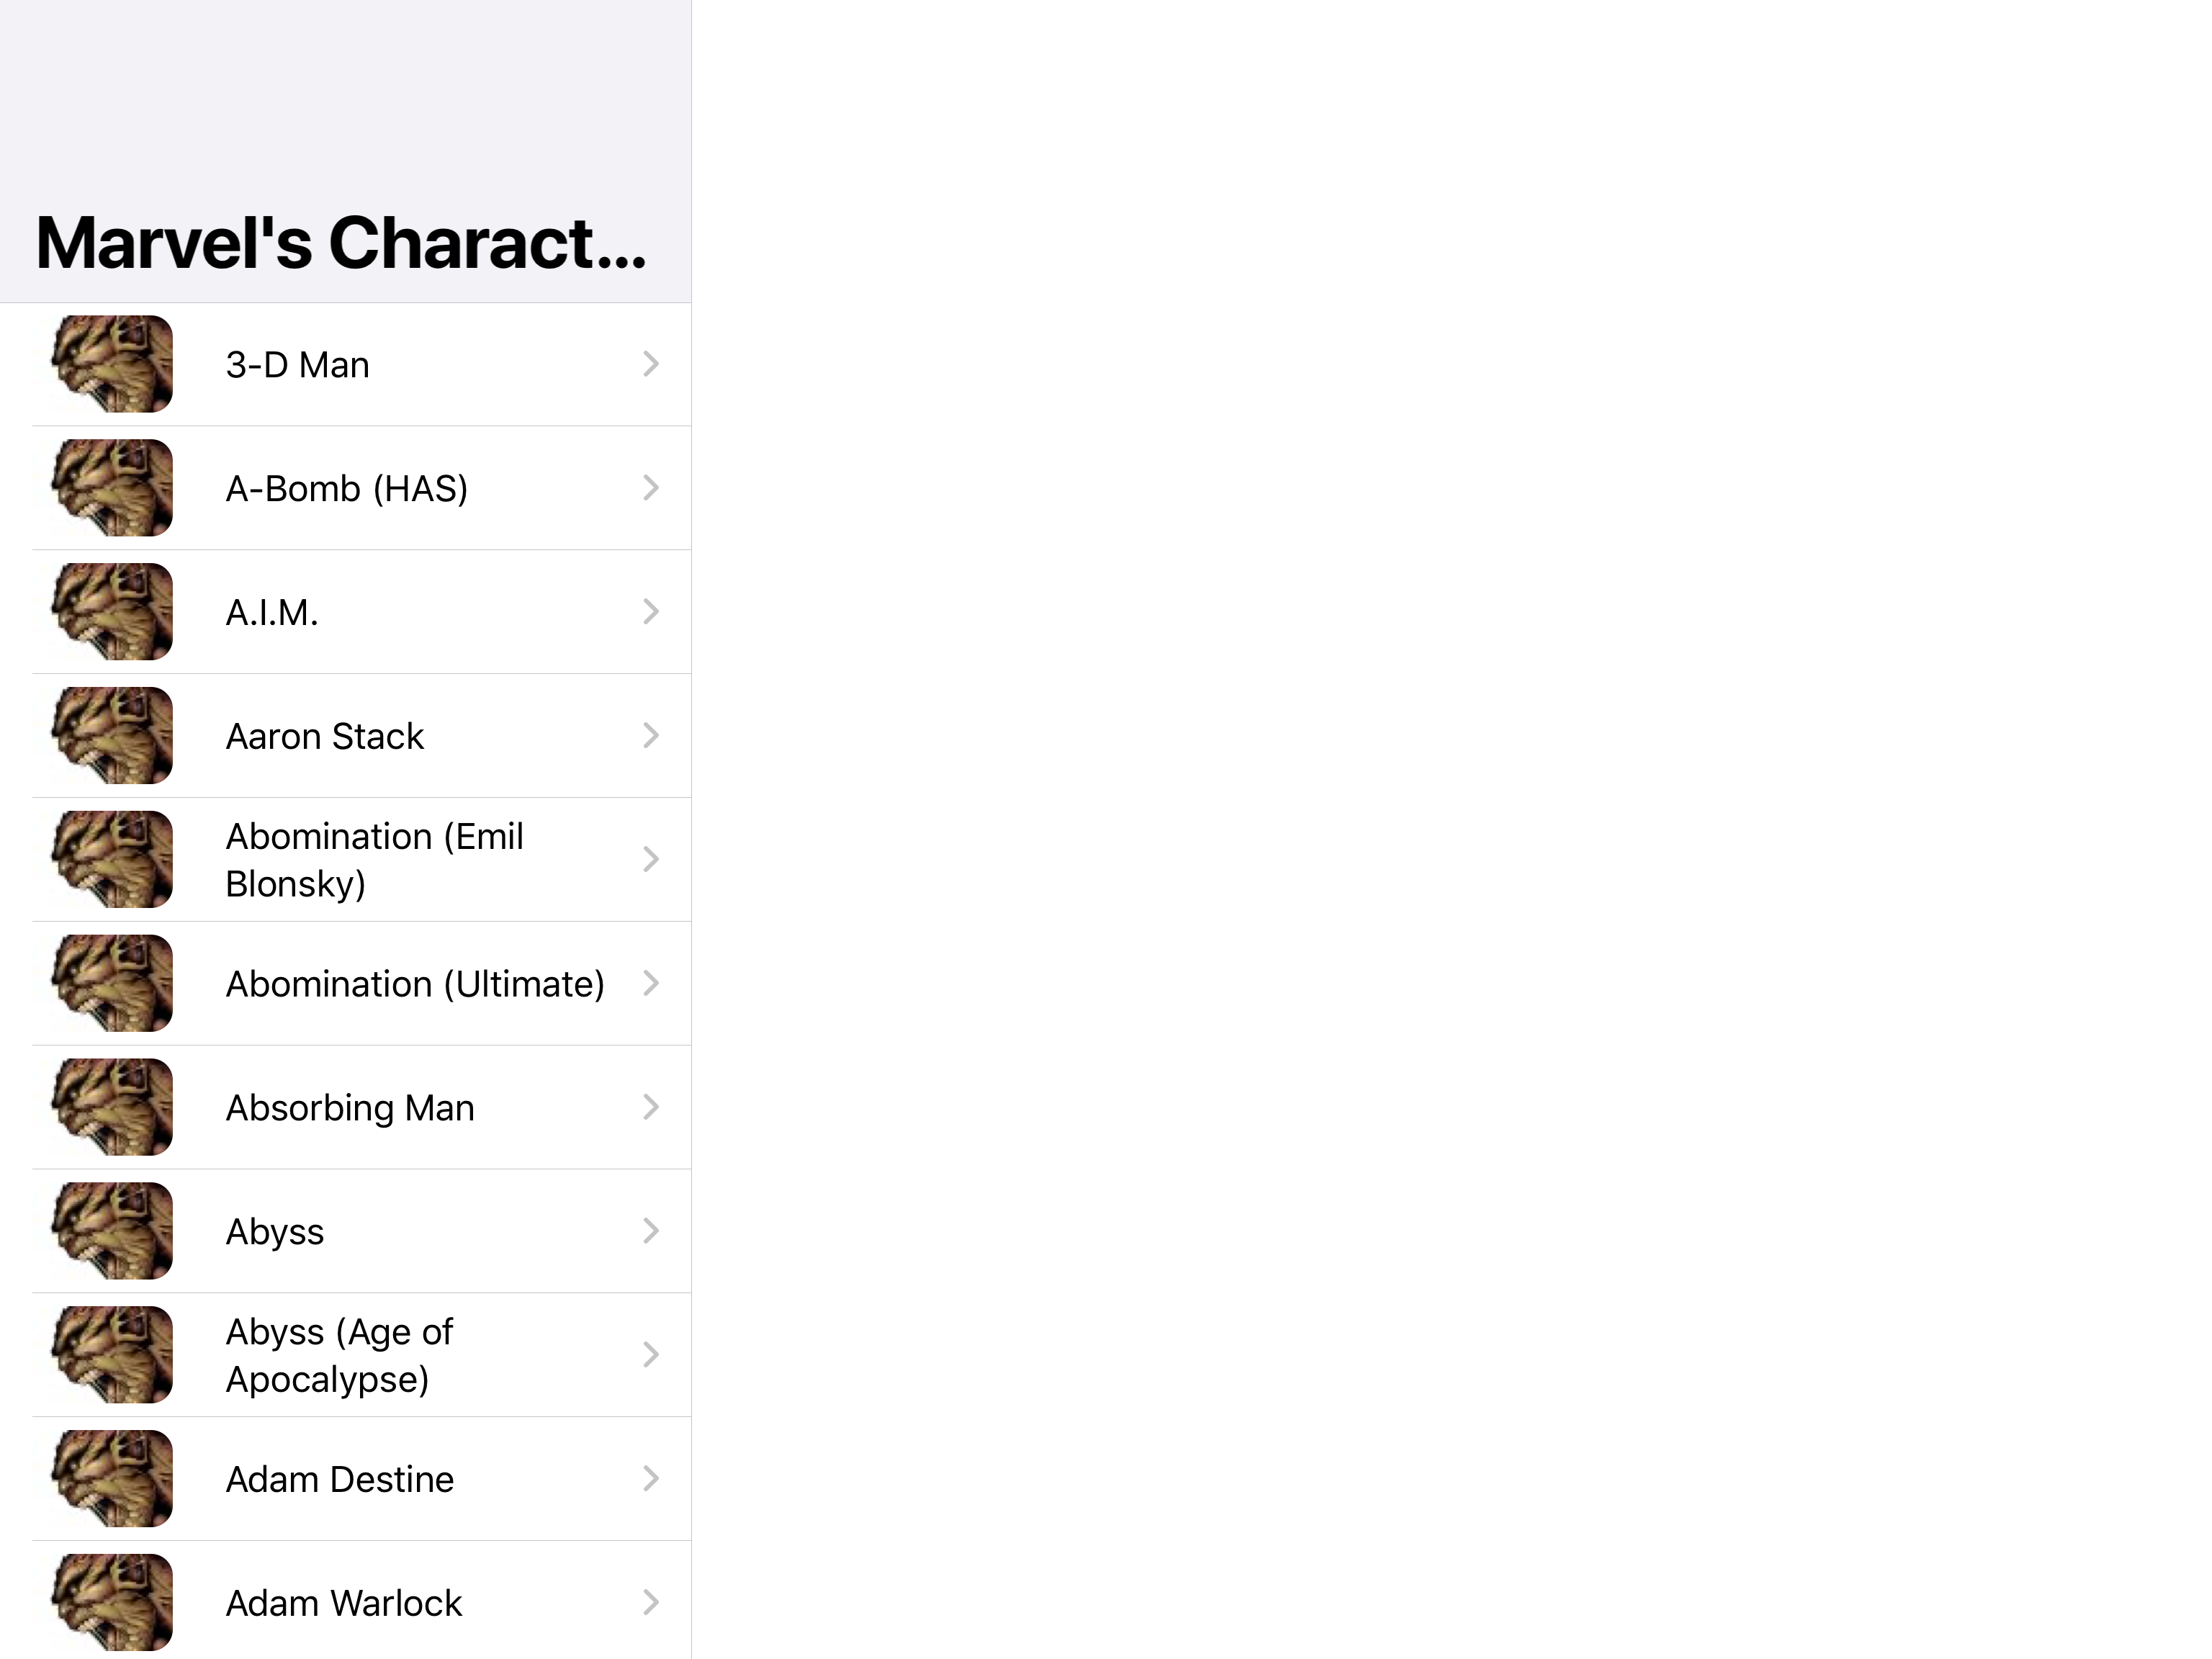 Marvel's Charact...
3-D Man
A-Bomb (HAS)
A.I.M.
Aaron Stack
Abomination (Emil
Blonsky)
Abomination (Ultimate)
Absorbing Man
Abyss
Abyss (Age of
Apocalypse)
Adam Destine
Adam Warlock